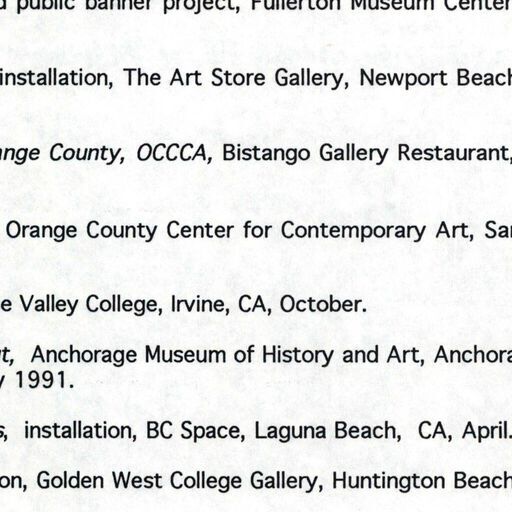 public banner project, Fullerton Museum Center
installation, The Art Store Gallery, Newport Beach
ange County, OCCCA, Bistango Gallery Restaurant,
Orange County Center for Contemporary Art, Sa
e Valley College, Irvine, CA, October.
t, Anchorage Museum of History and Art, Anchora
y 1991.
s, installation, BC Space, Laguna Beach, CA, April.
on, Golden West College Gallery, Huntington Beach